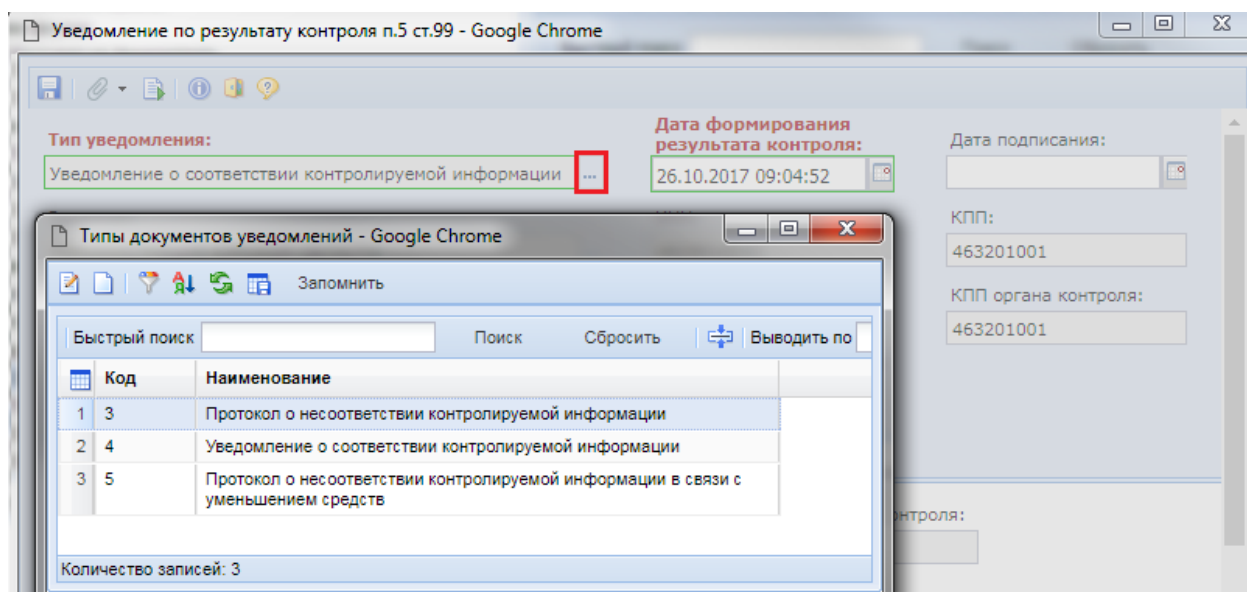 Уведомление по результату контроля п.5 ст.99 - Google Chrome
Тип уведомления:
Дата формирования
результата контроля:
Дата подписания:
Уведомление о соответствии контролируемой информации ...
26.10.2017 09:04:52
КПП:
463201001
КПП органа контроля:
463201001
Типы документов уведомлений - Google Chrome
Запомнить
Быстрый поиск Поиск Сбросить Выводить по
Код Наименование
1 3 Протокол о несоответствии контролируемой информации
2 4 Уведомление о соответствии контролируемой информации
3 5 Протокол о несоответствии контролируемой информации в связи с
уменьшением средств
Количество записей: 3